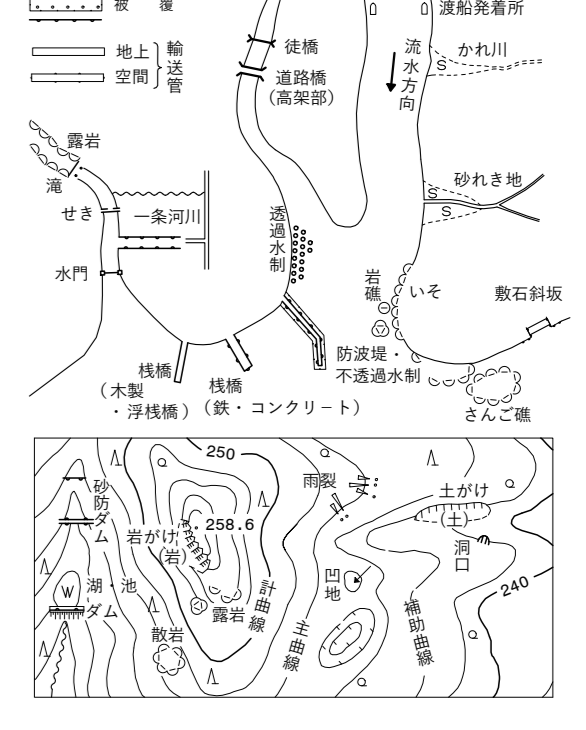 被覆
地上
空間
輸送管
徒橋
道路橋
(高架部)
渡船発着所
流水方向
かれ川
S
露岩
滝
せき
一条河川
水門
透過水制
砂れき地
S
S
岩礁
いそ
敷石斜坂
防波堤・
不透過水制
さんご礁
桟橋
(木製
・浮桟橋)
桟橋
(鉄・コンクリート)
250
砂防ダム
雨裂
土がけ
(土)
258.6
岩がけ
(岩)
洞口
湖・池
W
ダム
凹地
240
計曲線
露岩
主曲線
補助曲線
散岩